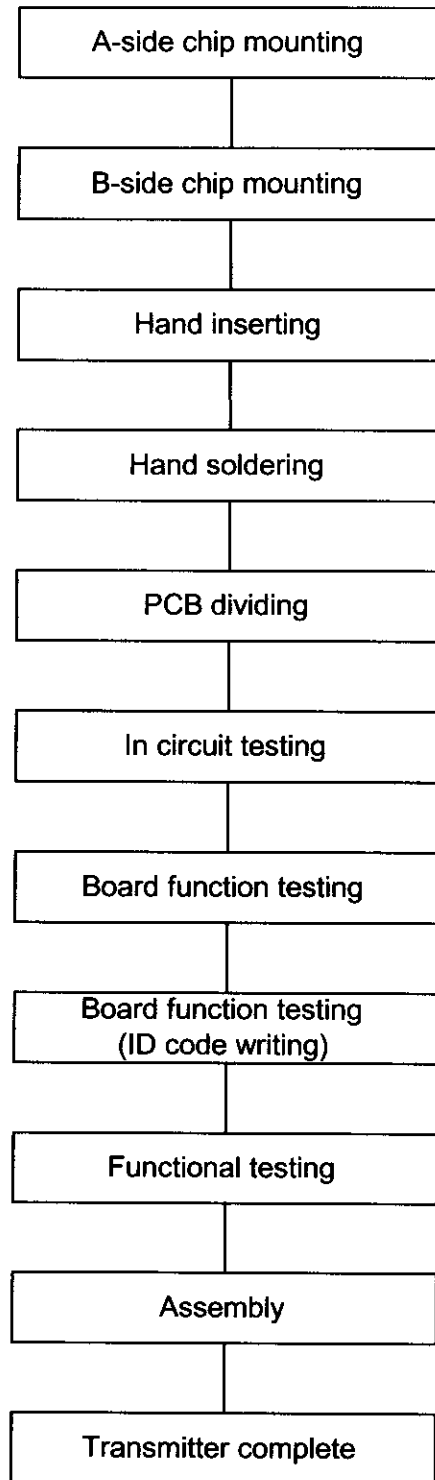 A-side chip mounting
B-side chip mounting
Hand inserting
Hand soldering
PCB dividing
In circuit testing
Board function testing
Board function testing
(ID code writing)
Functional testing
Assembly
Transmitter complete